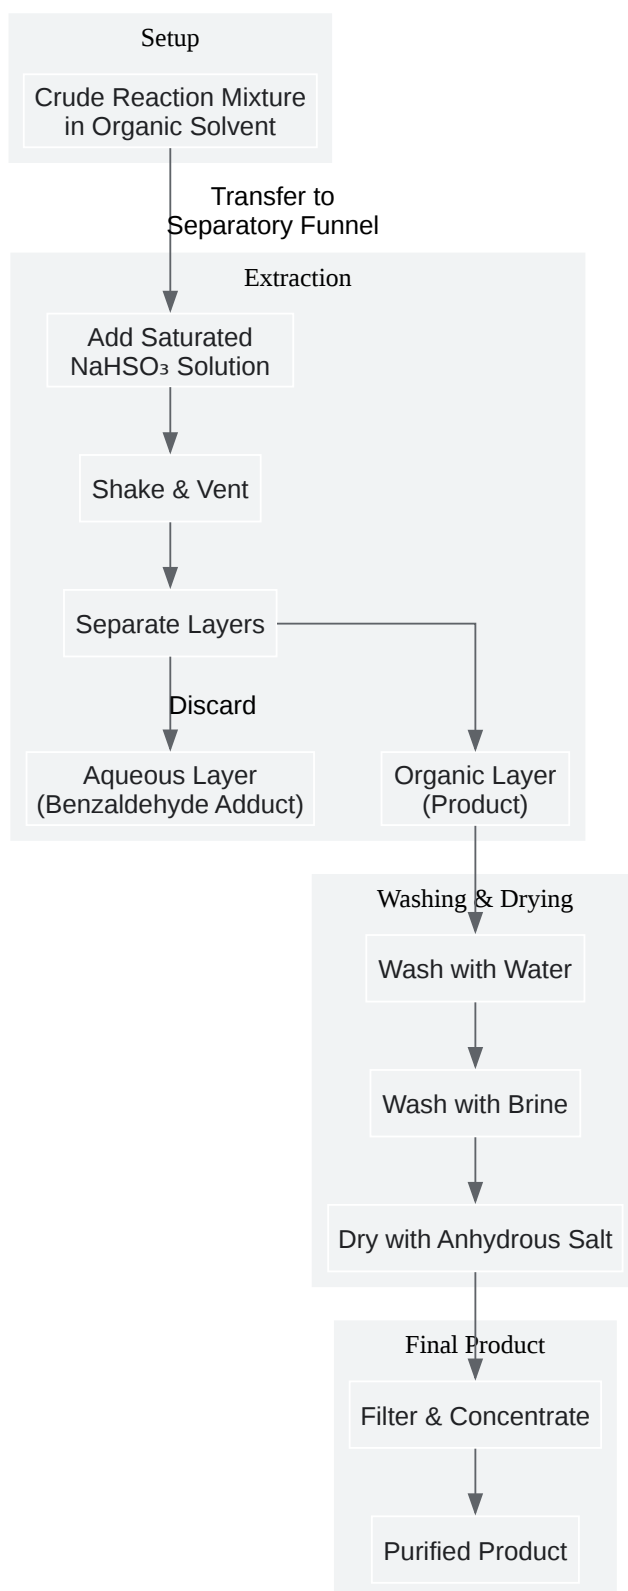 Setup
Crude Reaction Mixture
in Organic Solvent
Transfer to
Separatory Funnel
Extraction
Add Saturated
NaHSO₃ Solution
Shake & Vent
Separate Layers
Discard
Aqueous Layer
(Benzaldehyde Adduct)
Organic Layer
(Product)
Washing & Drying
Wash with Water
Wash with Brine
Dry with Anhydrous Salt
Final Product
Filter & Concentrate
Purified Product